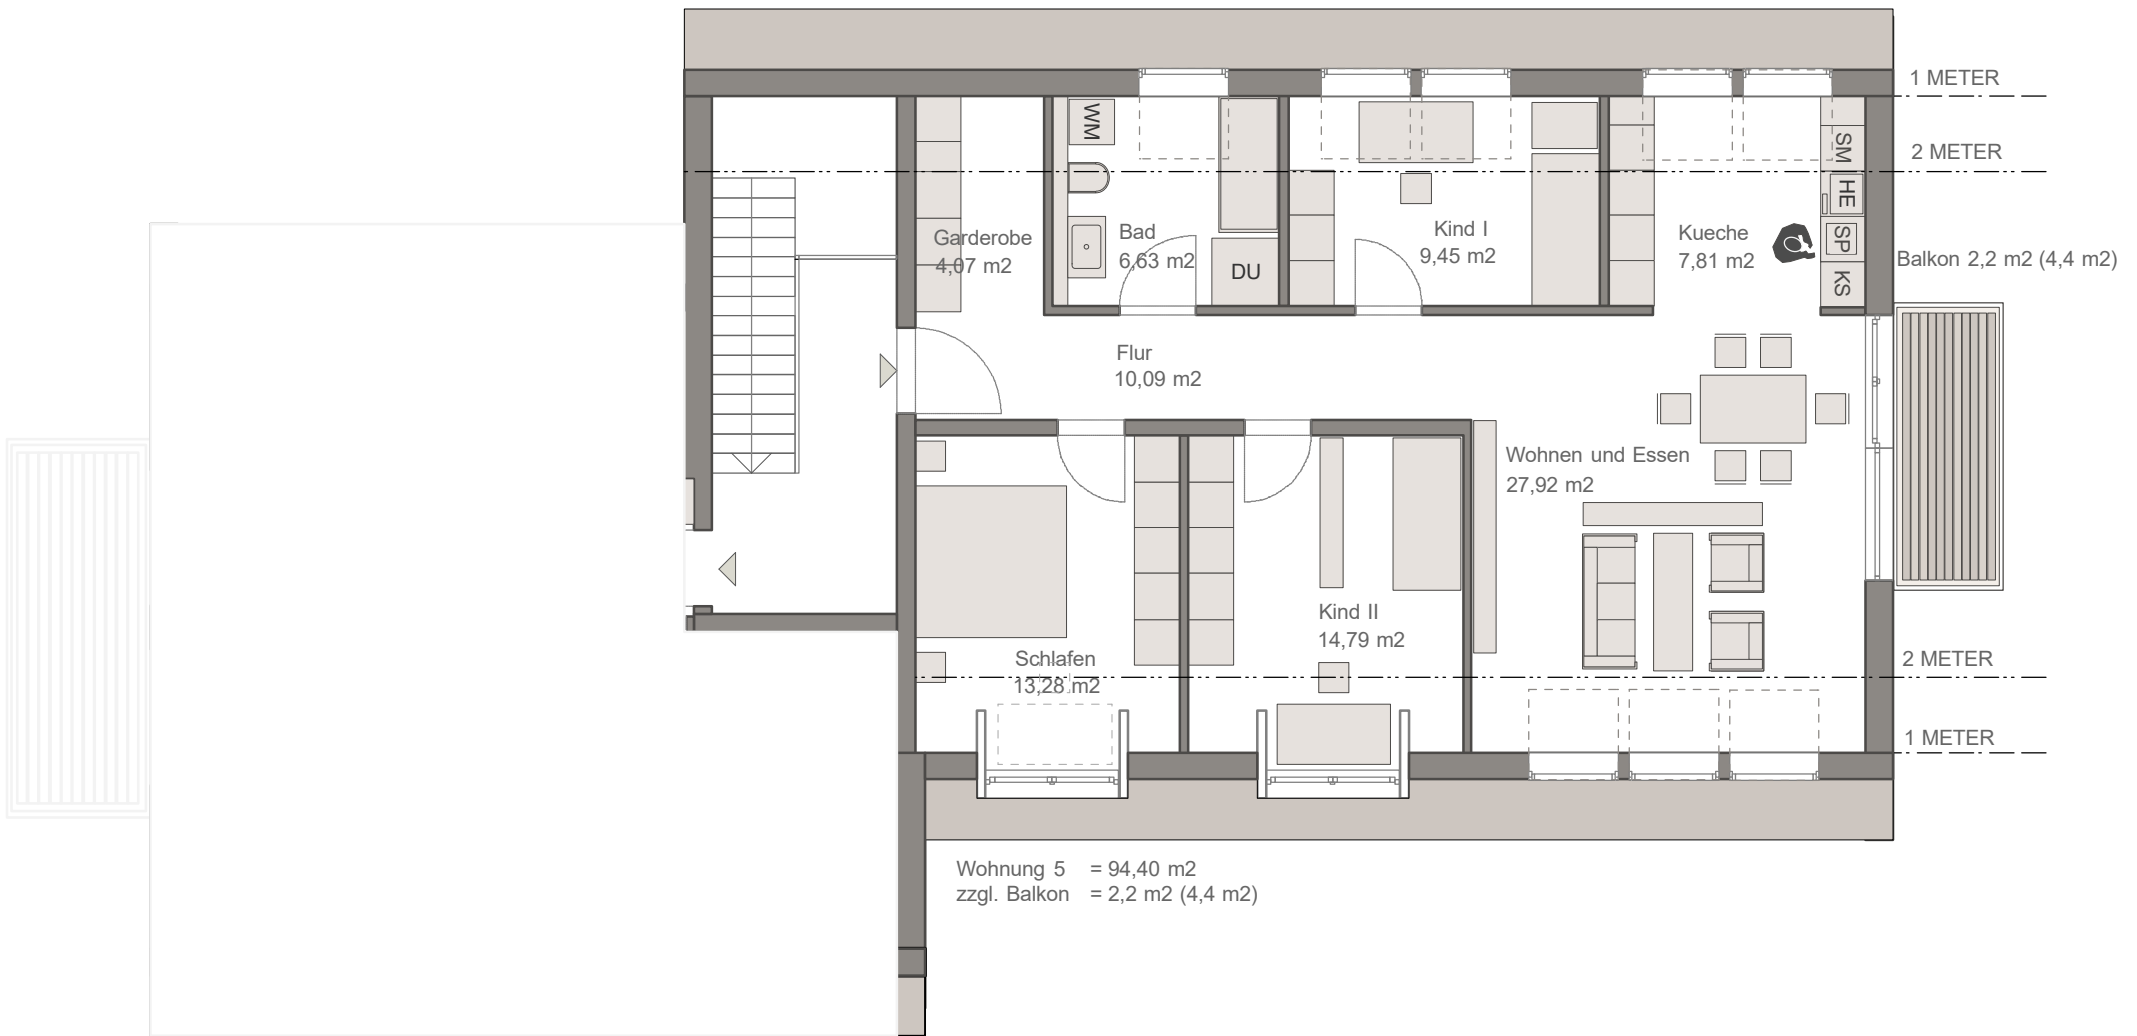 1 METER
2 METER
WM
SM
HE
SP
KS
Garderobe
4,07 m2
Bad
6,63 m2
DU
Kind I
9,45 m2
Kueche
7,81 m2
Balkon 2,2 m2 (4,4 m2)
Flur
10,09 m2
Wohnen und Essen
27,92 m2
Kind II
14,79 m2
Schlafen
13,28 m2
2 METER
1 METER
Wohnung 5 = 94,40 m2
zzgl. Balkon = 2,2 m2 (4,4 m2)